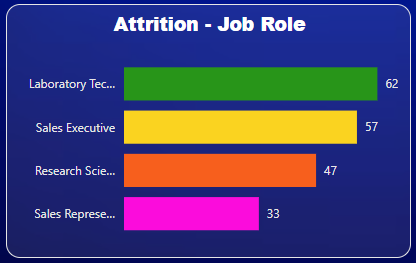 Attrition - Job Role
Laboratory Tec... 62
Sales Executive 57
Research Scie... 47
Sales Represe... 33